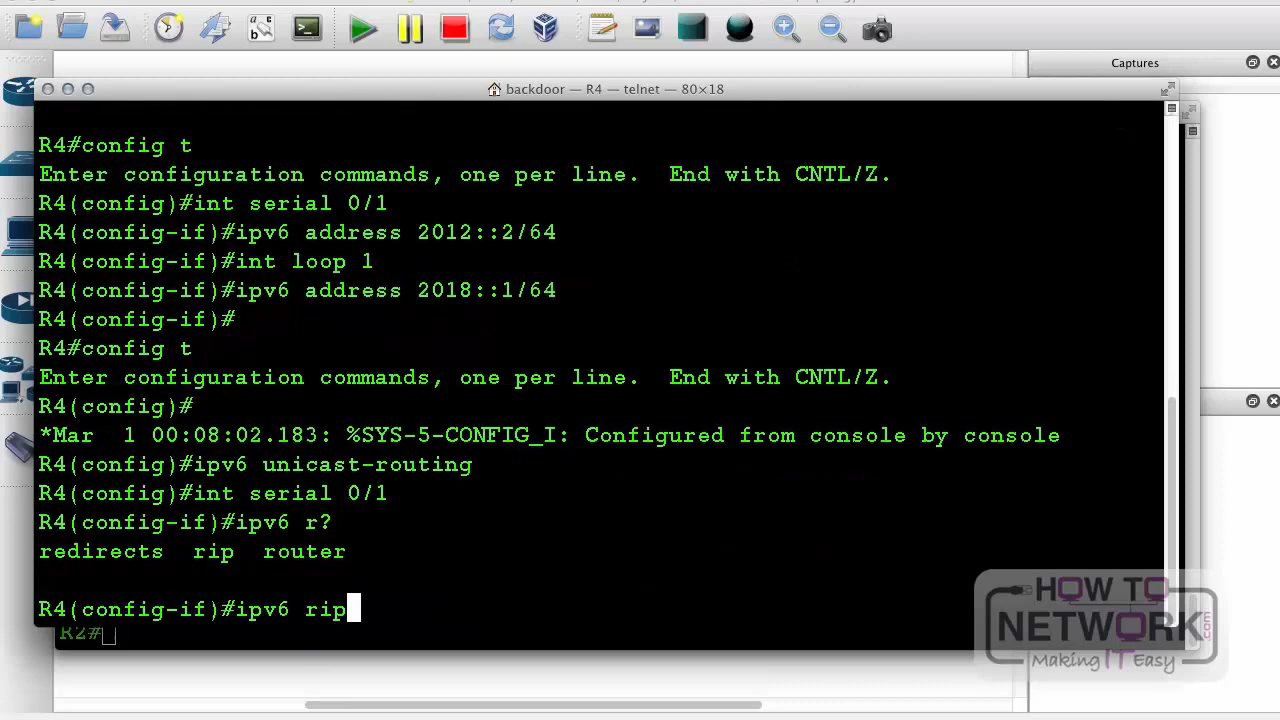 Captures
backdoor — R4 — telnet — 80×18
R4#config t
Enter configuration commands, one per line.  End with CNTL/Z.
R4(config)#int serial 0/1
R4(config-if)#ipv6 address 2012::2/64
R4(config-if)#int loop 1
R4(config-if)#ipv6 address 2018::1/64
R4(config-if)#
R4#config t
Enter configuration commands, one per line.  End with CNTL/Z.
R4(config)#
*Mar  1 00:08:02.183: %SYS-5-CONFIG_I: Configured from console by console
R4(config)#ipv6 unicast-routing
R4(config)#int serial 0/1
R4(config-if)#ipv6 r?
redirects  rip  router
R4(config-if)#ipv6 rip
R2#
HOW TO
NETWORK.com
Making IT Easy